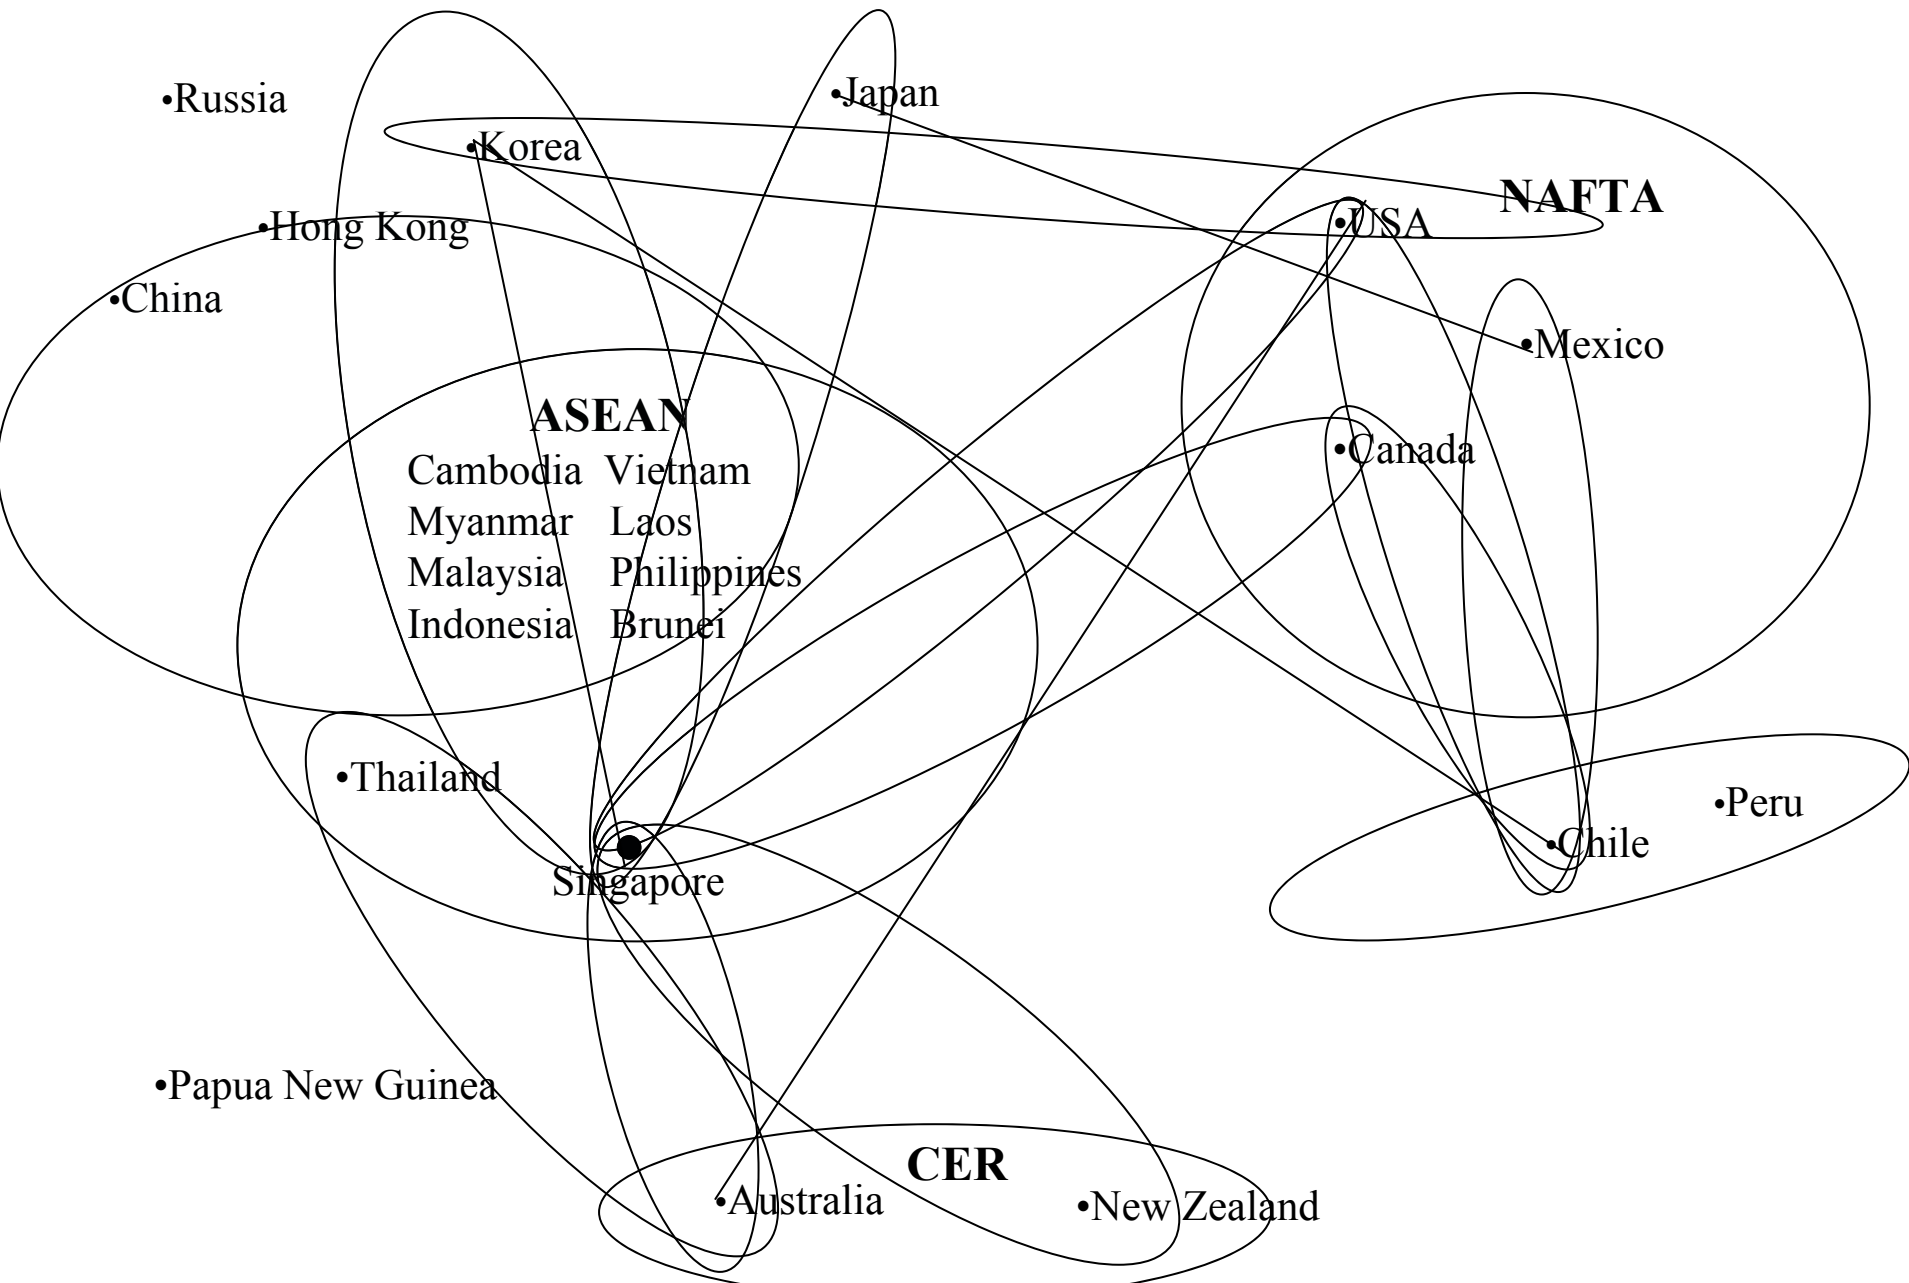 •Russia
•Japan
•Korea
NAFTA
•USA
•Hong Kong
•China
•Mexico
ASEAN
Cambodia Vietnam
Myanmar Laos
Malaysia Philippines
Indonesia Brunei
•Canada
•Thailand
•Peru
•Chile
Singapore
•Papua New Guinea
CER
•Australia
•New Zealand